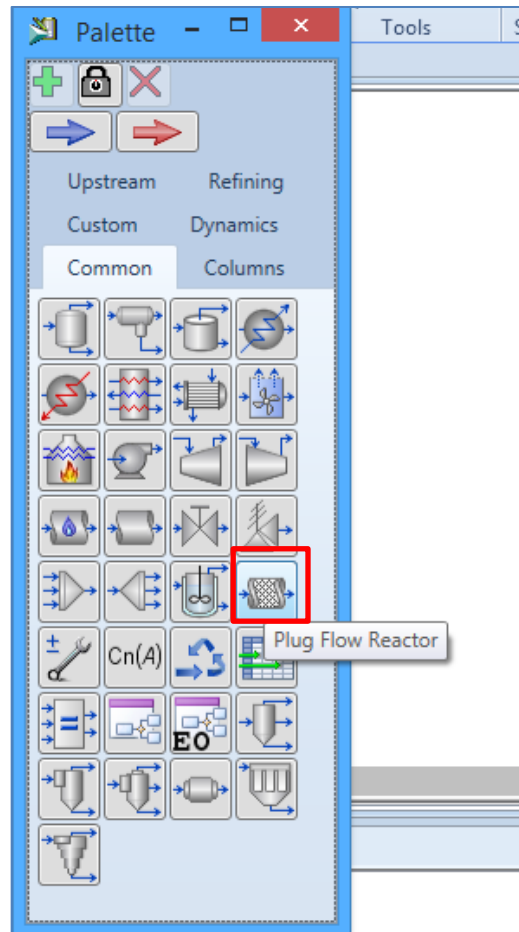 Palette
Tools
Upstream Refining
Custom Dynamics
Common Columns
Plug Flow Reactor
Cn(A)
EO